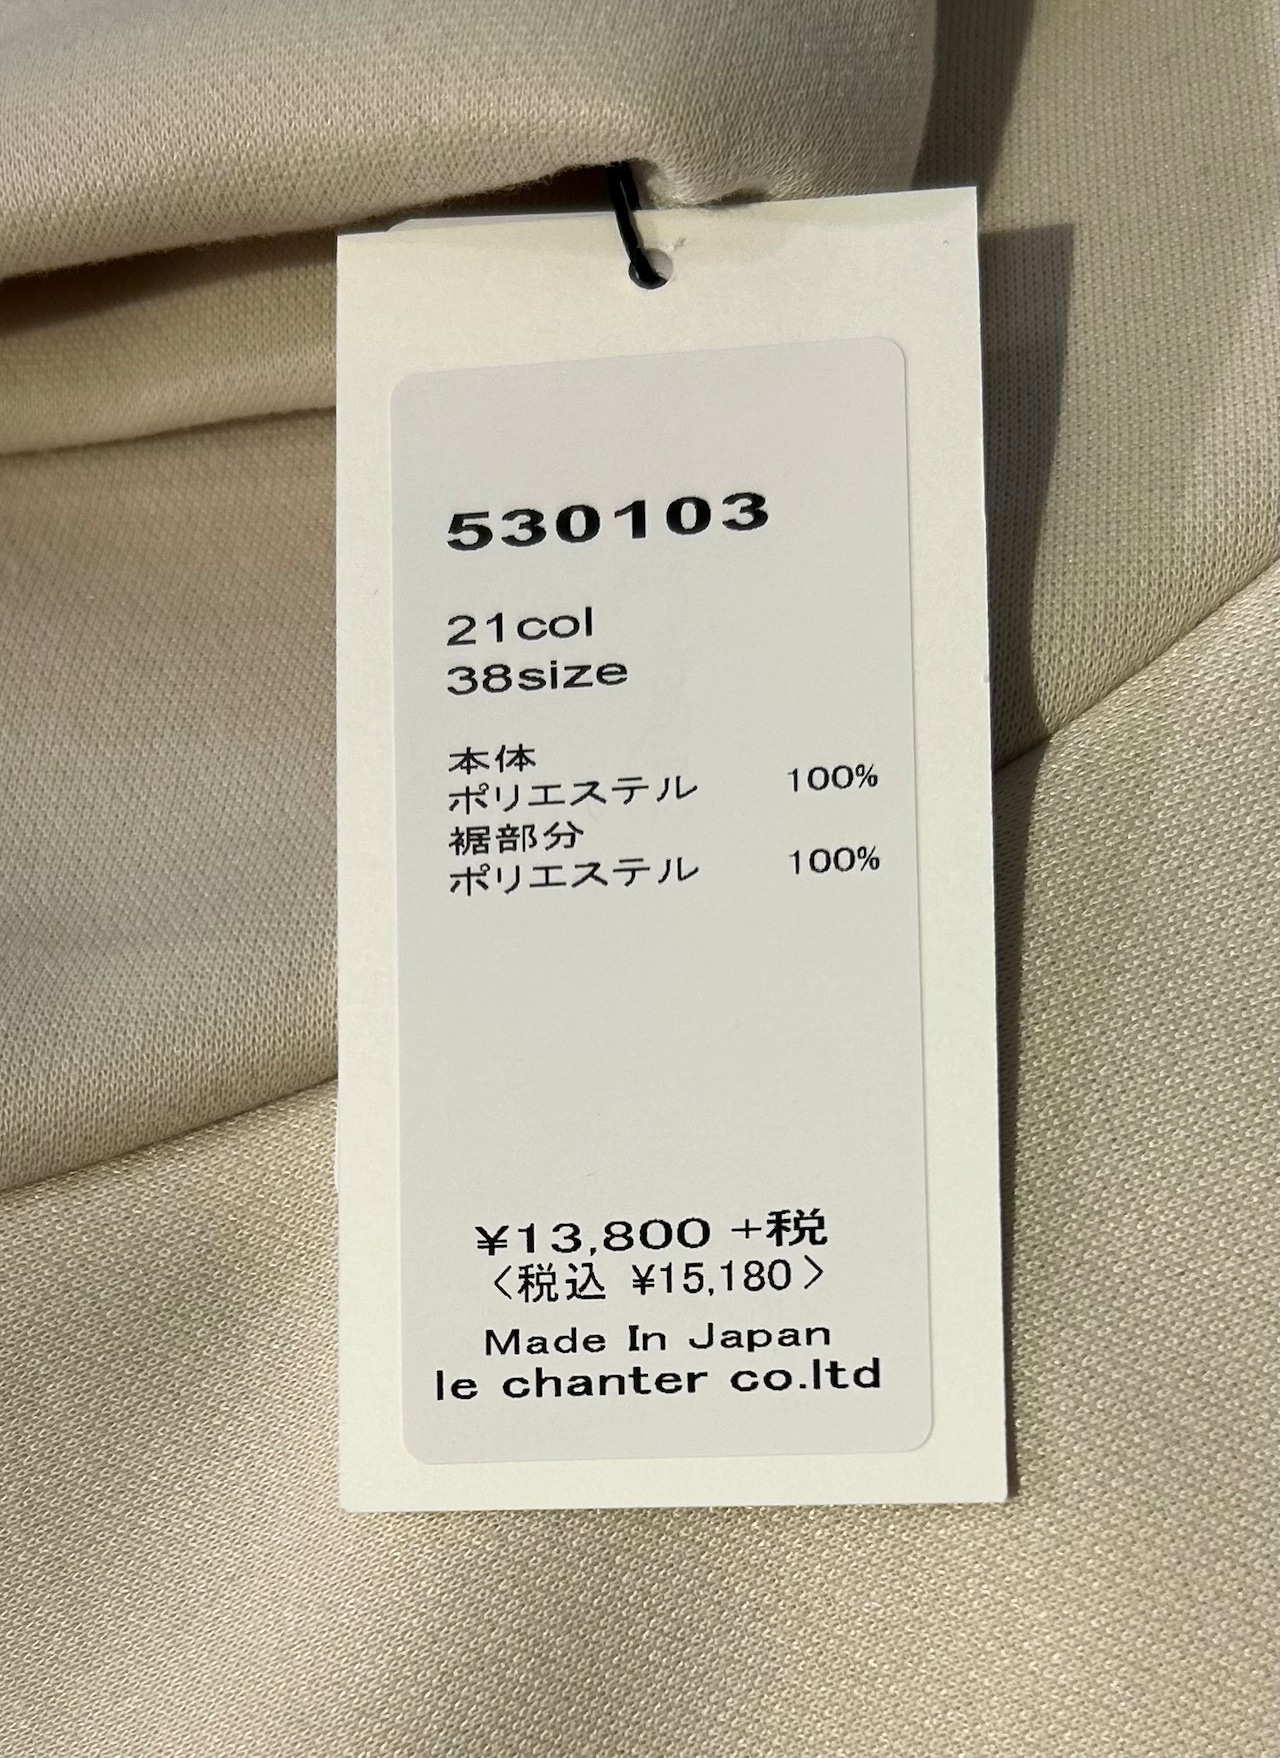 530103
21col
38size
本体
ポリエステル 100%
裾部分
ポリエステル 100%
¥13,800 +税
〈税込 ¥15,180〉
Made In Japan
le chanter co.ltd